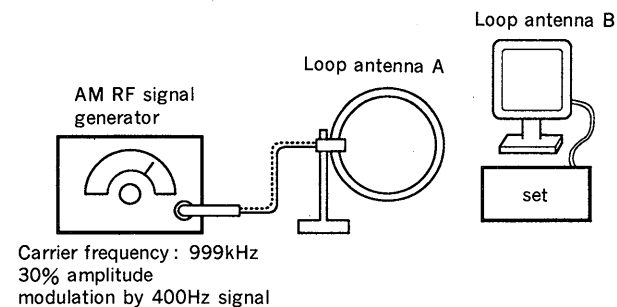 Loop antenna B
Loop antenna A
AM RF signal
generator
set
Carrier frequency : 999kHz
30% amplitude
modulation by 400Hz signal